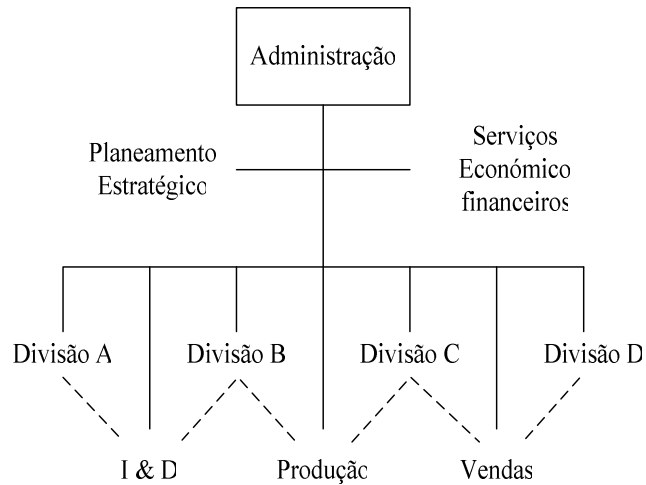 Administração
Planeamento
Estratégico
Serviços
Económico
financeiros
Divisão A
Divisão B
Divisão C
Divisão D
I & D
Produção
Vendas